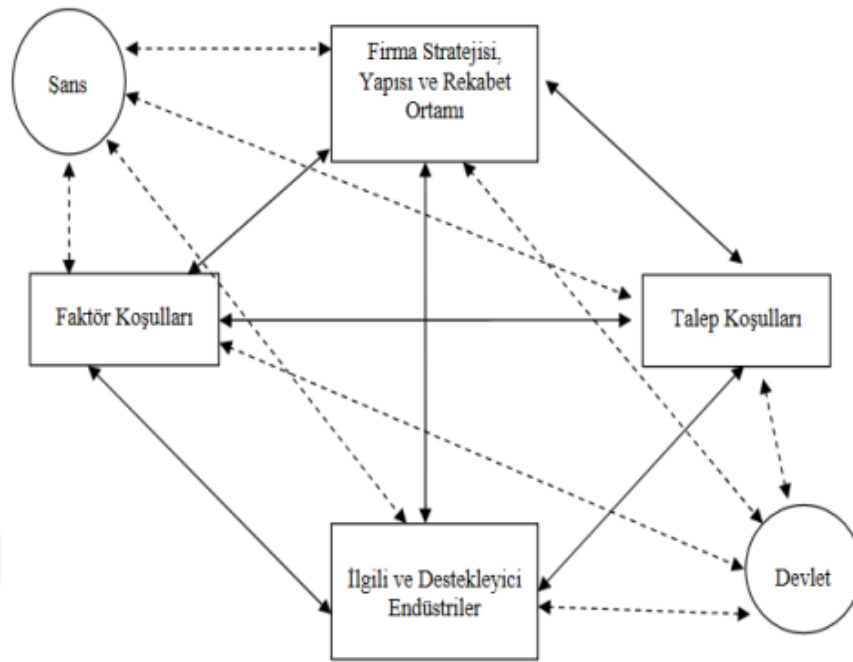 Şans
Firma Stratejisi,
Yapısı ve Rekabet
Ortamı
Faktör Koşulları
Talep Koşulları
İlgili ve Destekleyici
Endüstriler
Devlet